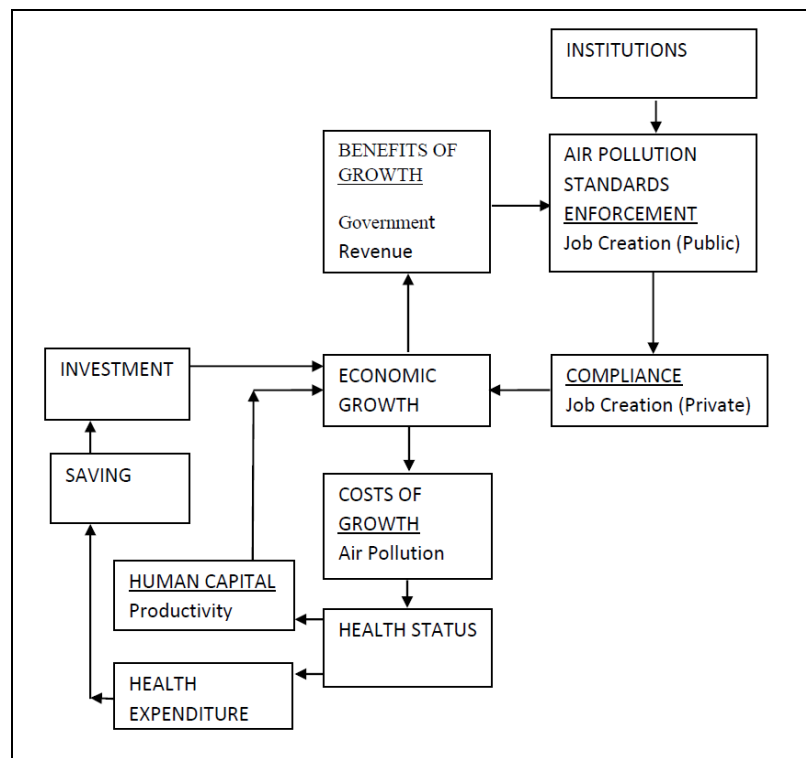 INSTITUTIONS
BENEFITS OF
GROWTH
Government
Revenue
AIR POLLUTION
STANDARDS
ENFORCEMENT
Job Creation (Public)
INVESTMENT
ECONOMIC
GROWTH
COMPLIANCE
Job Creation (Private)
SAVING
COSTS OF
GROWTH
Air Pollution
HUMAN CAPITAL
Productivity
HEALTH STATUS
HEALTH
EXPENDITURE